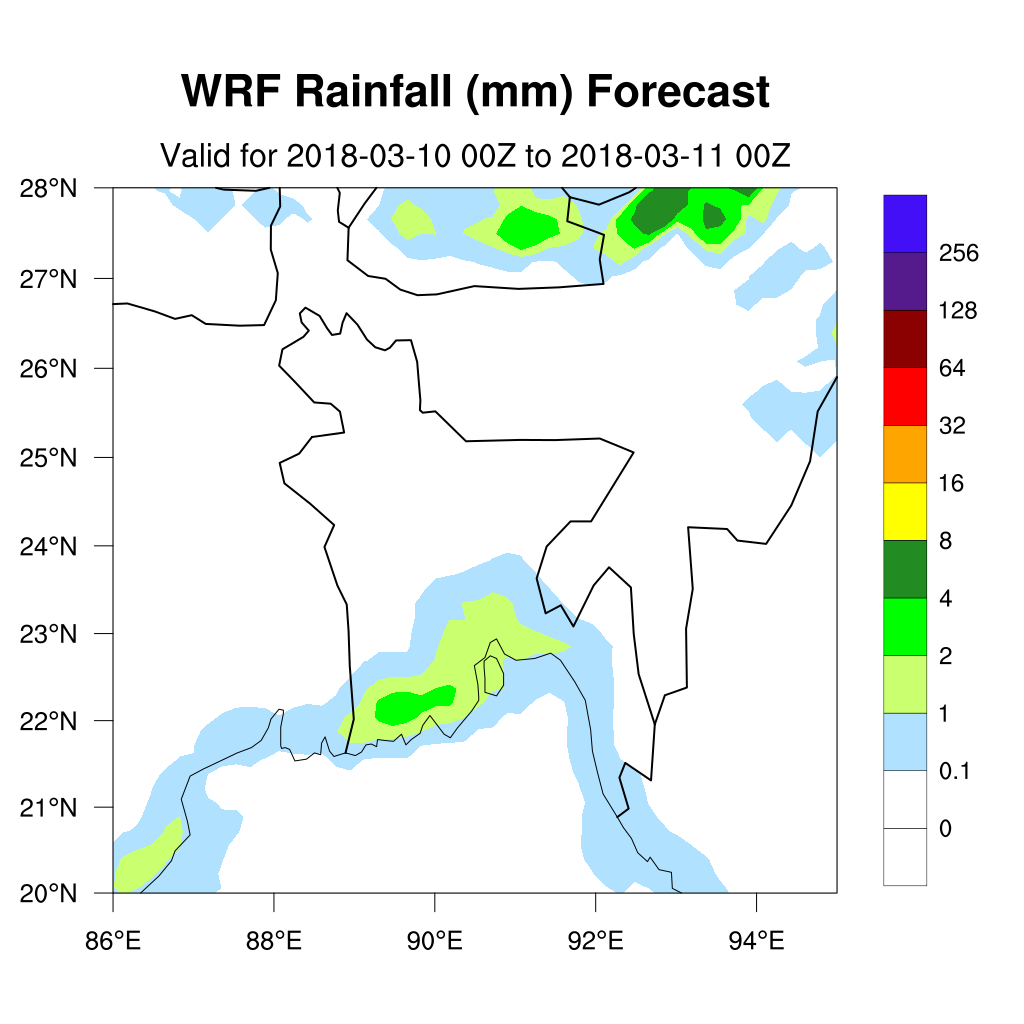 WRF Rainfall (mm) Forecast
Valid for 2018-03-10 00Z to 2018-03-11 00Z
28°N
27°N
26°N
25°N
24°N
23°N
22°N
21°N
20°N
86°E 88°E 90°E 92°E 94°E
256
128
64
32
16
8
4
2
1
0.1
0